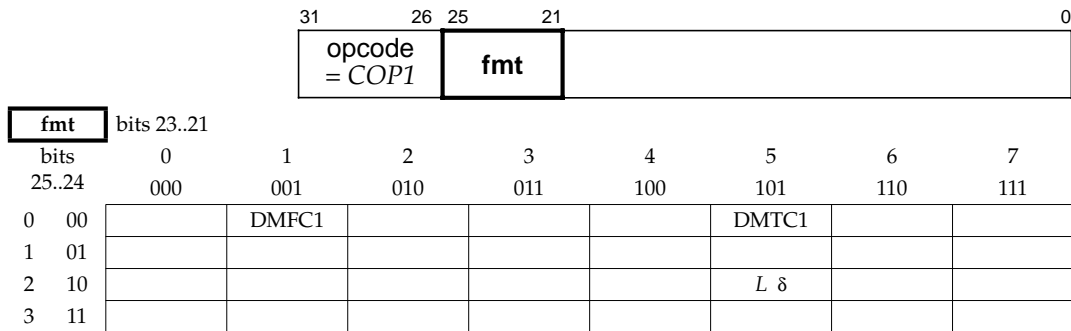 31 26 25 21 0
opcode
= COP1
fmt
fmt bits 23..21
bits 0 1 2 3 4 5 6 7
25..24 000 001 010 011 100 101 110 111
0 00 DMFC1 DMTC1
1 01
2 10 L δ
3 11